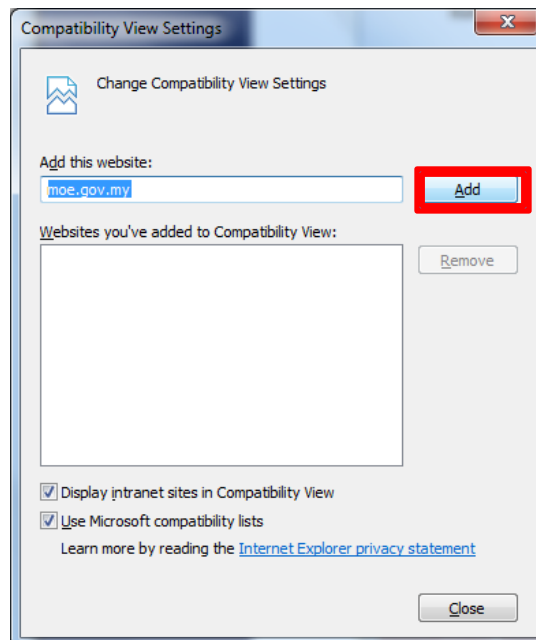 Compatibility View Settings
Change Compatibility View Settings
Add this website:
moe.gov.my
Add
Websites you've added to Compatibility View:
Remove
Display intranet sites in Compatibility View
Use Microsoft compatibility lists
Learn more by reading the Internet Explorer privacy statement
Close